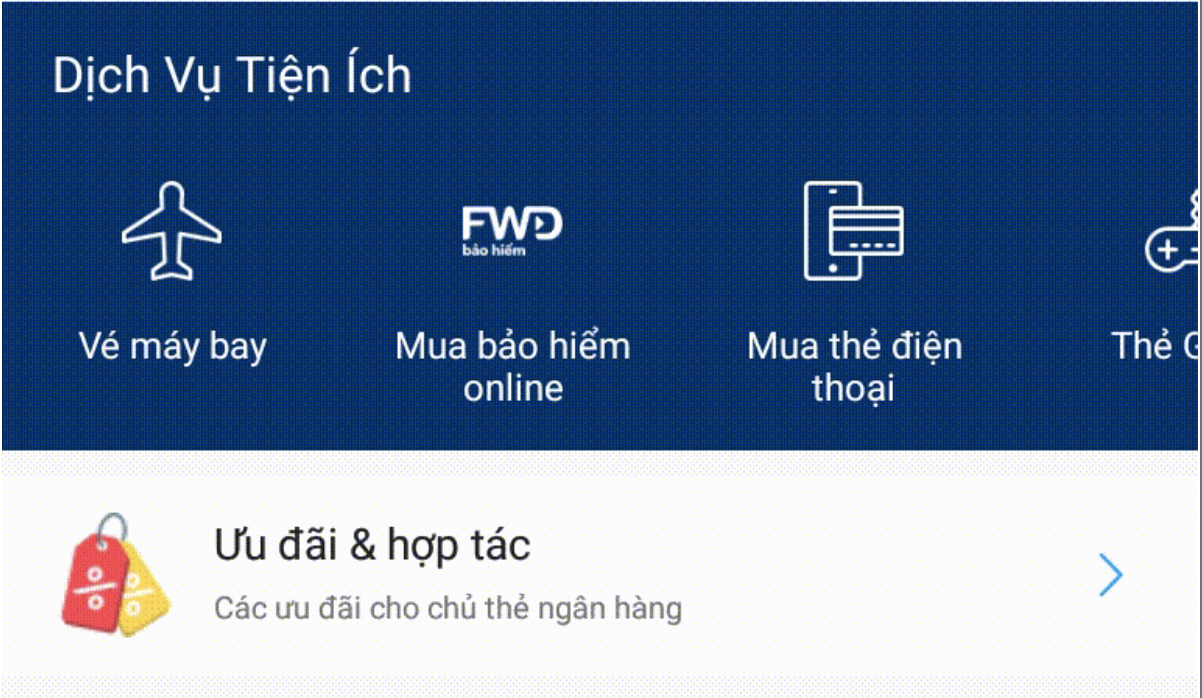 Dịch Vụ Tiện Ích
FWD
bảo hiểm
Vé máy bay
Mua bảo hiểm
online
Mua thẻ điện
thoại
Thẻ
Ưu đãi & hợp tác
Các ưu đãi cho chủ thẻ ngân hàng